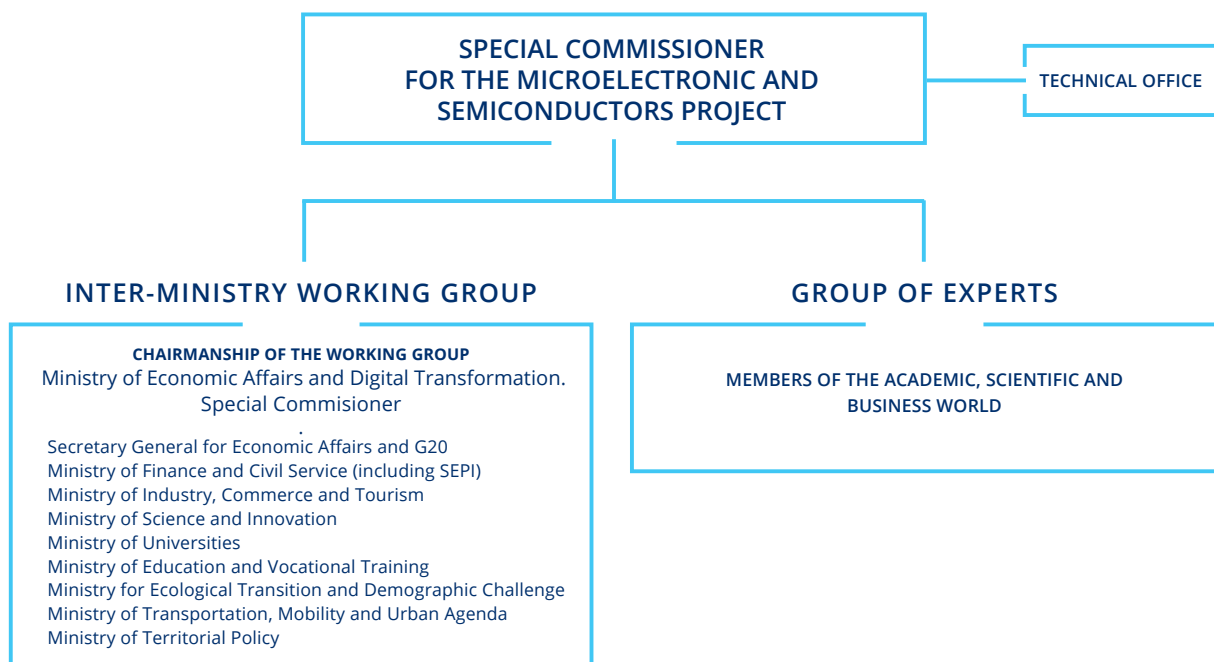 SPECIAL COMMISSIONER
FOR THE MICROELECTRONIC AND
SEMICONDUCTORS PROJECT
TECHNICAL OFFICE
INTER-MINISTRY WORKING GROUP
CHAIRMANSHIP OF THE WORKING GROUP
Ministry of Economic Affairs and Digital Transformation.
Special Commisioner
.
Secretary General for Economic Affairs and G20
Ministry of Finance and Civil Service (including SEPI)
Ministry of Industry, Commerce and Tourism
Ministry of Science and Innovation
Ministry of Universities
Ministry of Education and Vocational Training
Ministry for Ecological Transition and Demographic Challenge
Ministry of Transportation, Mobility and Urban Agenda
Ministry of Territorial Policy
GROUP OF EXPERTS
MEMBERS OF THE ACADEMIC, SCIENTIFIC AND
BUSINESS WORLD